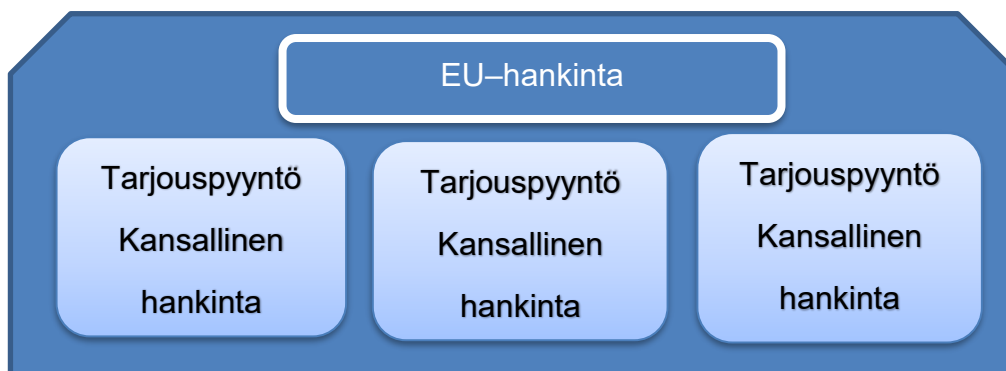 EU–hankinta
Tarjouspyyntö
Kansallinen
hankinta
Tarjouspyyntö
Kansallinen
hankinta
Tarjouspyyntö
Kansallinen
hankinta